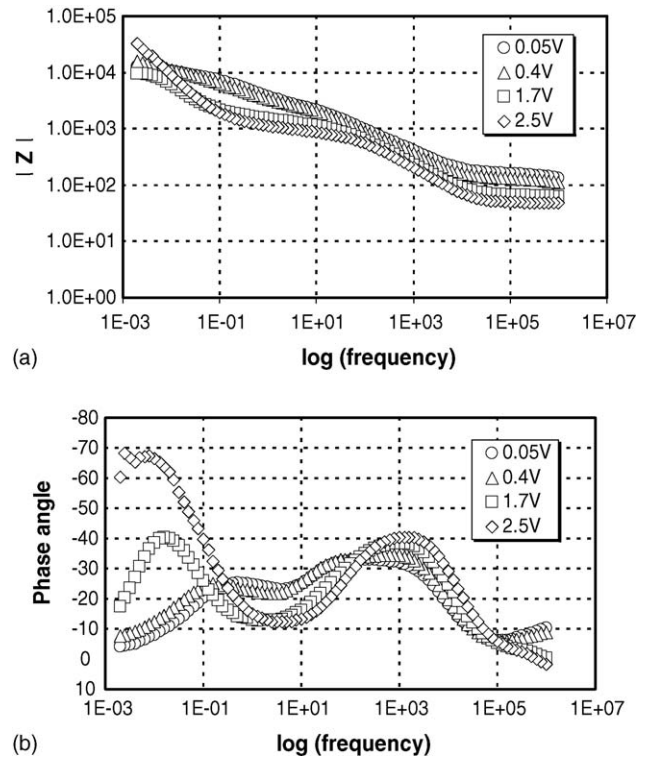 1.0E+05
1.0E+04
1.0E+03
1.0E+02
1.0E+01
1.0E+00
| Z |
0.05V
0.4V
1.7V
2.5V
1E-03 1E-01 1E+01 1E+03 1E+05 1E+07
(a)
log (frequency)
-80
-70
-60
-50
-40
-30
-20
-10
0
10
Phase angle
0.05V
0.4V
1.7V
2.5V
1E-03 1E-01 1E+01 1E+03 1E+05 1E+07
(b)
log (frequency)